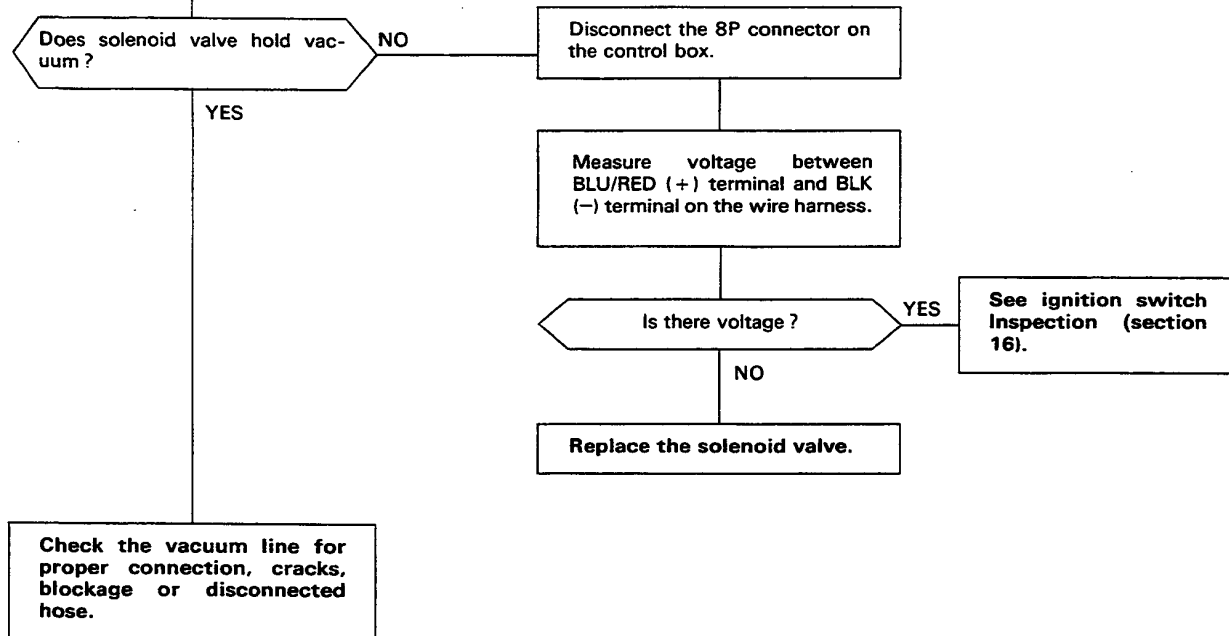 Does solenoid valve hold vac-
uum ?
NO
YES
Disconnect the 8P connector on
the control box.
Measure voltage between
BLU/RED (+) terminal and BLK
(−) terminal on the wire harness.
Is there voltage ?
YES
See ignition switch
Inspection (section
16).
NO
Replace the solenoid valve.
Check the vacuum line for
proper connection, cracks,
blockage or disconnected
hose.